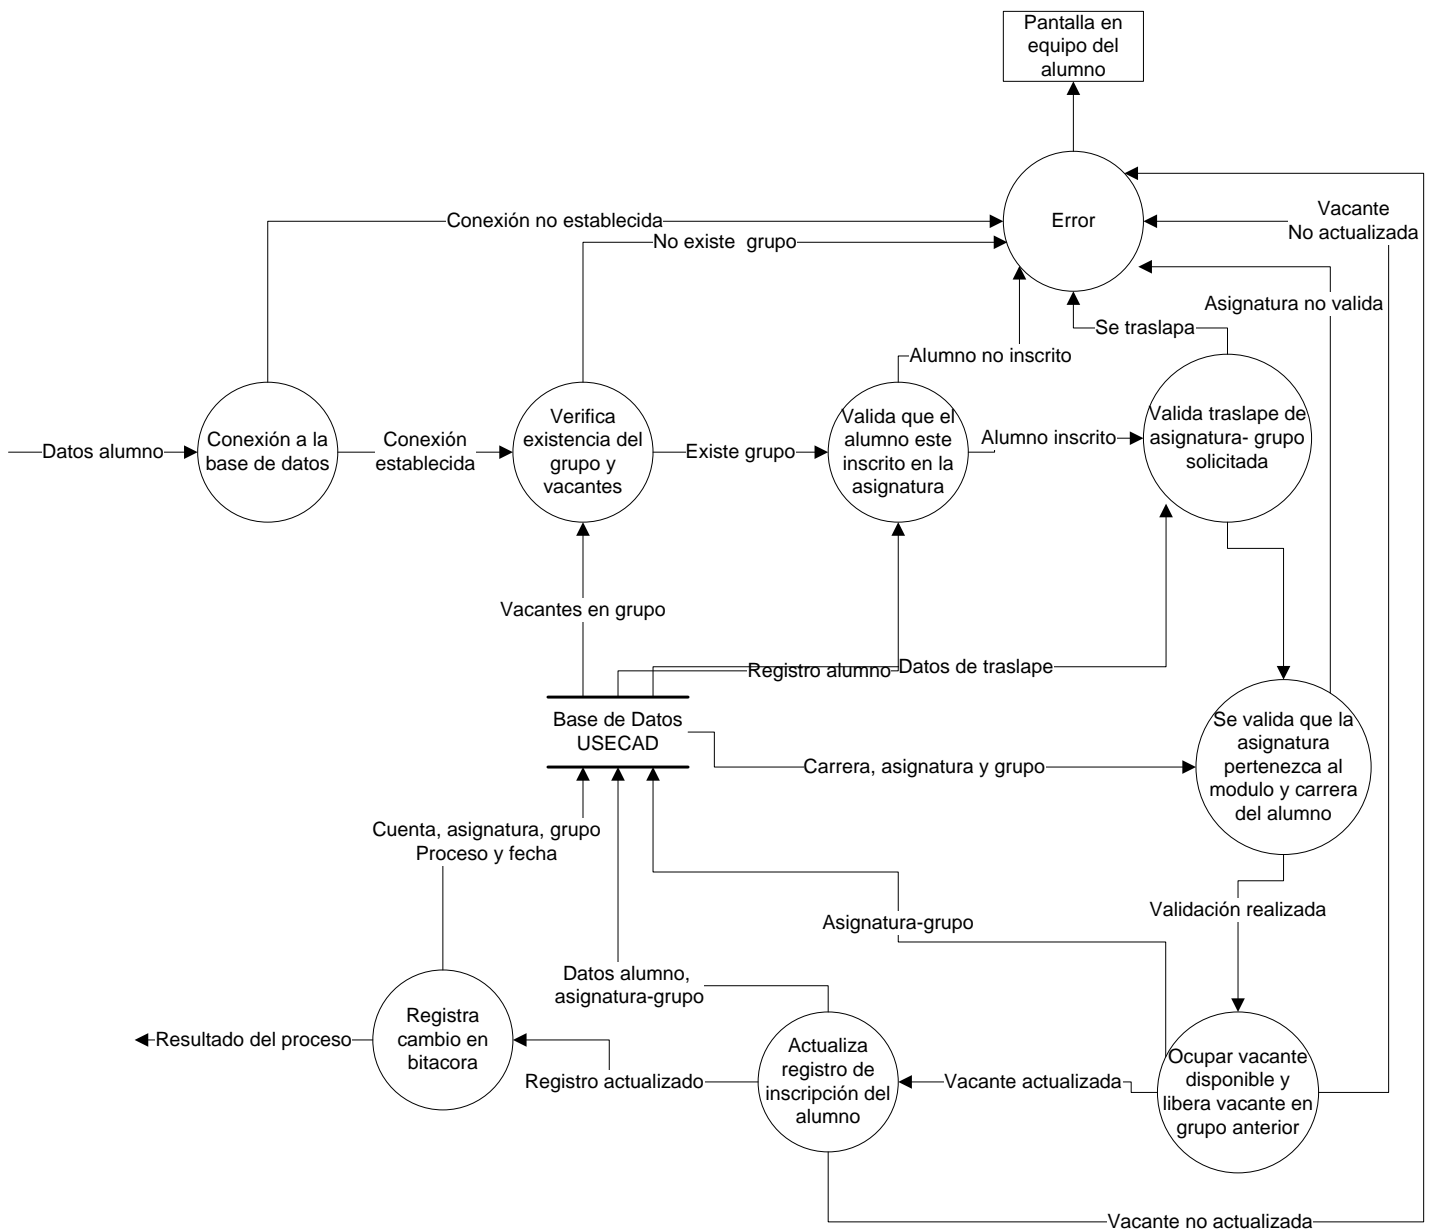 Pantalla en
equipo del
alumno
Error
Vacante
No actualizada
Conexión no establecida
No existe grupo
Asignatura no valida
Se traslapa
Alumno no inscrito
Datos alumno
Conexión a la
base de datos
Conexión
establecida
Verifica
existencia del
grupo y
vacantes
Existe grupo
Valida que el
alumno este
inscrito en la
asignatura
Alumno inscrito
Valida traslape de
asignatura- grupo
solicitada
Vacantes en grupo
Registro alumno
Datos de traslape
Base de Datos
USECAD
Carrera, asignatura y grupo
Se valida que la
asignatura
pertenezca al
modulo y carrera
del alumno
Cuenta, asignatura, grupo
Proceso y fecha
Validación realizada
Asignatura-grupo
Datos alumno,
asignatura-grupo
Resultado del proceso
Registra
cambio en
bitacora
Registro actualizado
Actualiza
registro de
inscripción del
alumno
Vacante actualizada
Ocupar vacante
disponible y
libera vacante en
grupo anterior
Vacante no actualizada